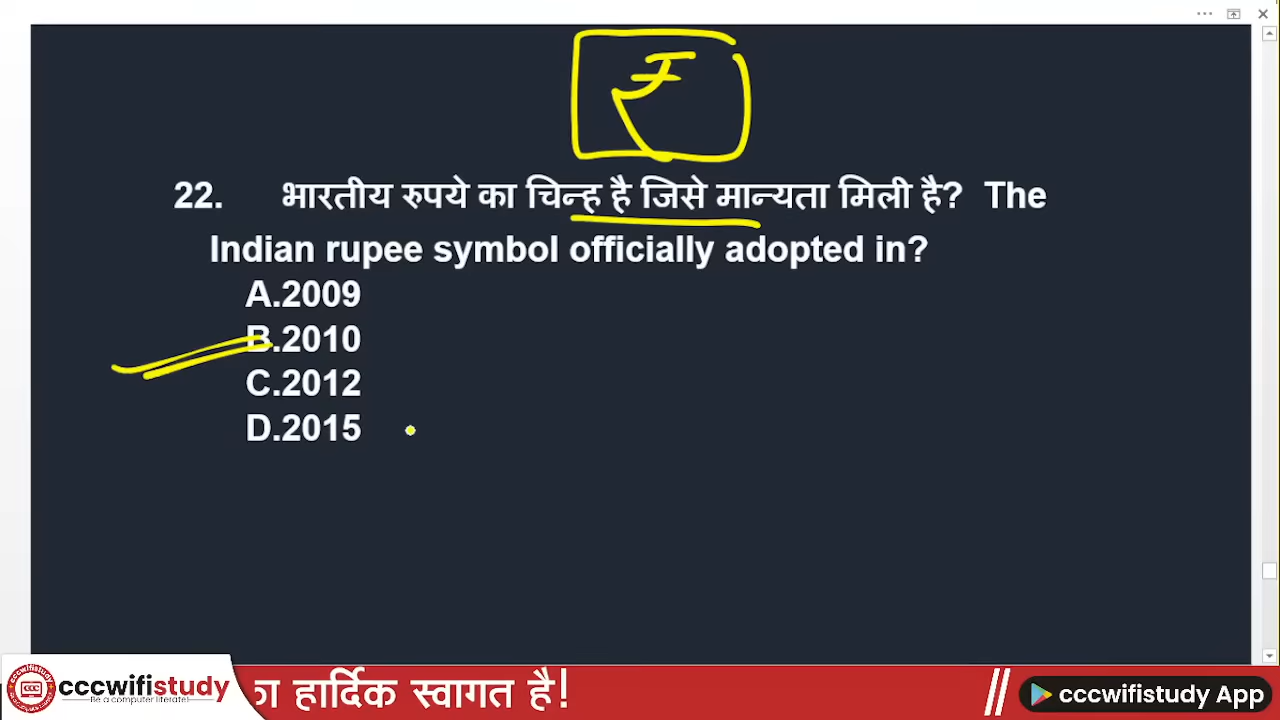 ₹
22. भारतीय रुपये का चिन्ह है जिसे मान्यता मिली है? The
Indian rupee symbol officially adopted in?
A.2009
B.2010
C.2012
D.2015
cccwifistudy
Be a computer literate!
का हार्दिक स्वागत है!
cccwifistudy App